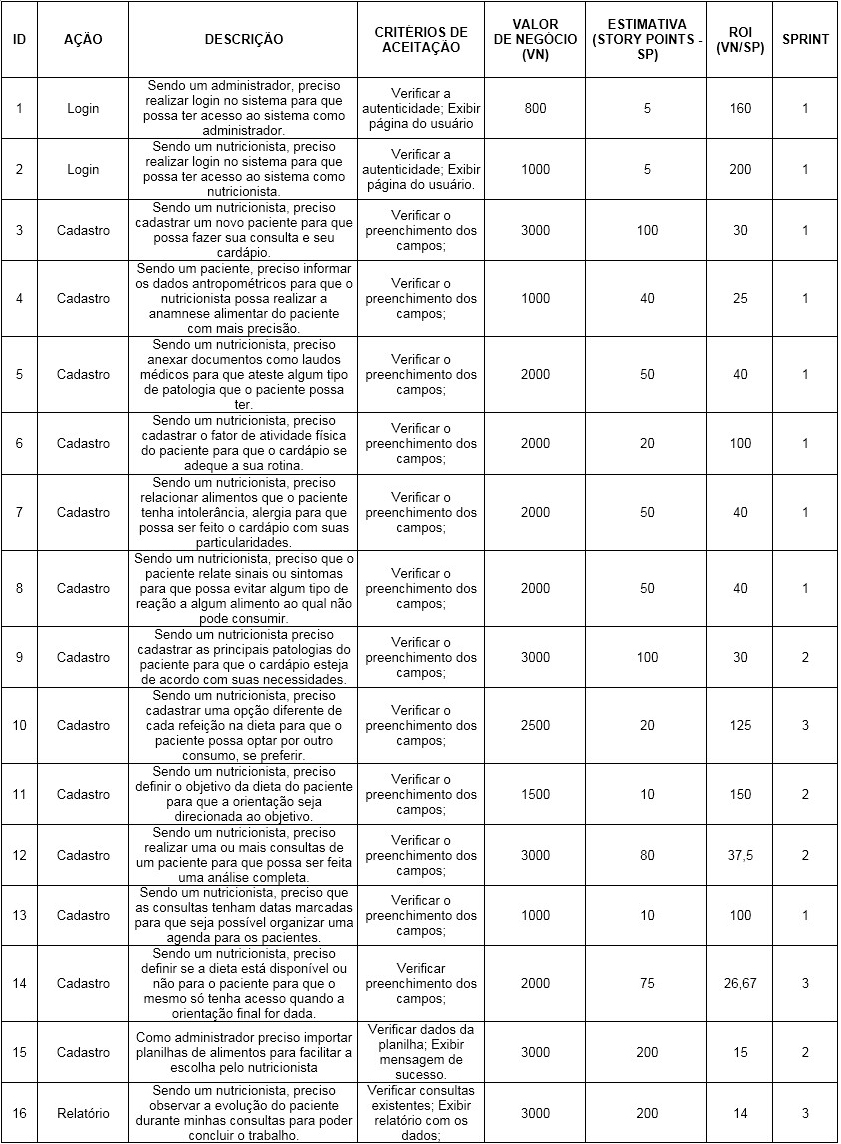 ID
AÇÃO
DESCRIÇÃO
CRITÉRIOS DE
ACEITAÇÃO
VALOR
DE NEGÓCIO
(VN)
ESTIMATIVA
(STORY POINTS -
SP)
ROI
(VN/SP)
SPRINT
1
Login
Sendo um administrador, preciso
realizar login no sistema para que
possa ter acesso ao sistema como
administrador.
Verificar a
autenticidade; Exibir
página do usuário
800
5
160
1
2
Login
Sendo um nutricionista, preciso
realizar login no sistema para que
possa ter acesso ao sistema como
nutricionista.
Verificar a
autenticidade; Exibir
página do usuário.
1000
5
200
1
3
Cadastro
Sendo um nutricionista, preciso
cadastrar um novo paciente para que
possa fazer sua consulta e seu
cardápio.
Verificar o
preenchimento dos
campos;
3000
100
30
1
4
Cadastro
Sendo um paciente, preciso informar
os dados antropométricos para que o
nutricionista possa realizar a
anamnese alimentar do paciente
com mais precisão.
Verificar o
preenchimento dos
campos;
1000
40
25
1
5
Cadastro
Sendo um nutricionista, preciso
anexar documentos como laudos
médicos para que ateste algum tipo
de patologia que o paciente possa
ter.
Verificar o
preenchimento dos
campos;
2000
50
40
1
6
Cadastro
Sendo um nutricionista, preciso
cadastrar o fator de atividade física
do paciente para que o cardápio se
adeque a sua rotina.
Verificar o
preenchimento dos
campos;
2000
20
100
1
7
Cadastro
Sendo um nutricionista, preciso
relacionar alimentos que o paciente
tenha intolerância, alergia para que
possa ser feito o cardápio com suas
particularidades.
Verificar o
preenchimento dos
campos;
2000
50
40
1
8
Cadastro
Sendo um nutricionista, preciso que o
paciente relate sinais ou sintomas
para que possa evitar algum tipo de
reação a algum alimento ao qual não
pode consumir.
Verificar o
preenchimento dos
campos;
2000
50
40
1
9
Cadastro
Sendo um nutricionista preciso
cadastrar as principais patologias do
paciente para que o cardápio esteja
de acordo com suas necessidades.
Verificar o
preenchimento dos
campos;
3000
100
30
2
10
Cadastro
Sendo um nutricionista, preciso
cadastrar uma opção diferente de
cada refeição na dieta para que o
paciente possa optar por outro
consumo, se preferir.
Verificar o
preenchimento dos
campos;
2500
20
125
3
11
Cadastro
Sendo um nutricionista, preciso
definir o objetivo da dieta do paciente
para que a orientação seja
direcionada ao objetivo.
Verificar o
preenchimento dos
campos;
1500
10
150
2
12
Cadastro
Sendo um nutricionista, preciso
realizar uma ou mais consultas de
um paciente para que possa ser feita
uma análise completa.
Verificar o
preenchimento dos
campos;
3000
80
37,5
2
13
Cadastro
Sendo um nutricionista, preciso que
as consultas tenham datas marcadas
para que seja possível organizar uma
agenda para os pacientes.
Verificar o
preenchimento dos
campos;
1000
10
100
1
14
Cadastro
Sendo um nutricionista, preciso
definir se a dieta está disponível ou
não para o paciente para que o
mesmo só tenha acesso quando a
orientação final for dada.
Verificar
preenchimento dos
campos;
2000
75
26,67
3
15
Cadastro
Como administrador preciso importar
planilhas de alimentos para facilitar a
escolha pelo nutricionista
Verificar dados da
planilha; Exibir
mensagem de
sucesso.
3000
200
15
2
16
Relatório
Sendo um nutricionista, preciso
observar a evolução do paciente
durante minhas consultas para poder
concluir o trabalho.
Verificar consultas
existentes; Exibir
relatório com os
dados;
3000
200
14
3